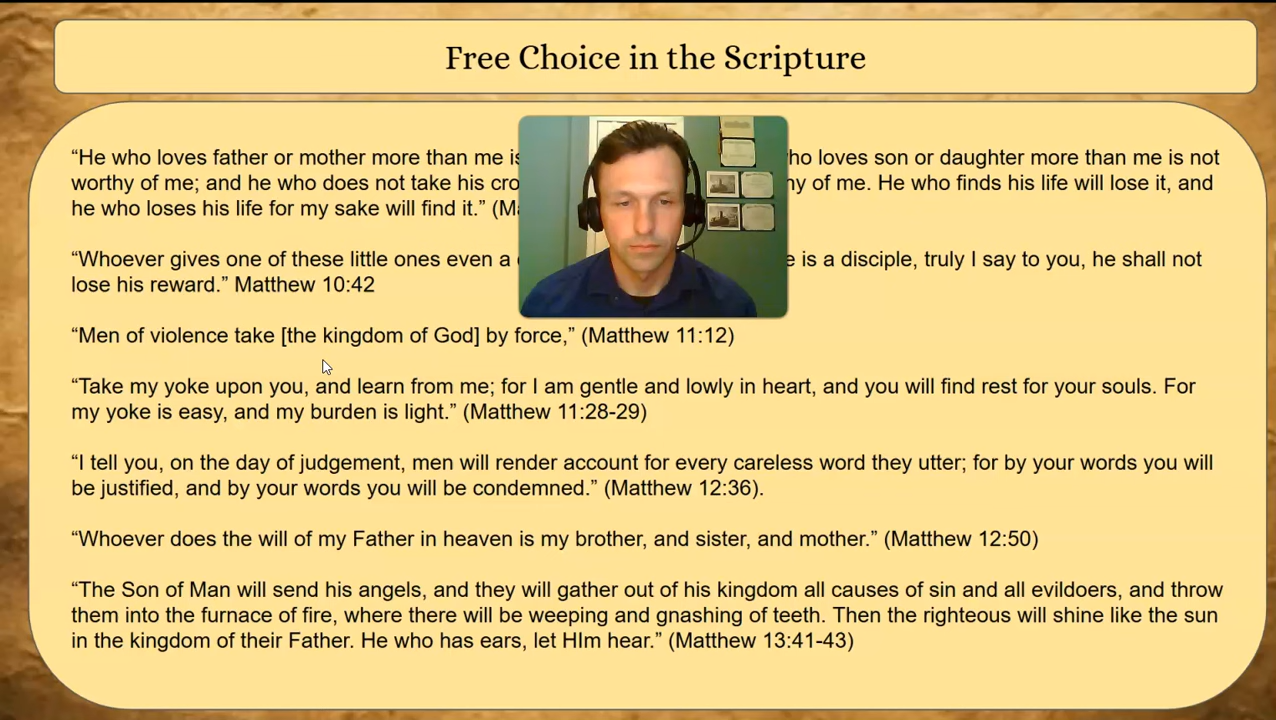 Free Choice in the Scripture
“He who loves father or mother more than me is who loves son or daughter more than me is not
worthy of me; and he who does not take his cro hy of me. He who finds his life will lose it, and
he who loses his life for my sake will find it.” (Ma
“Whoever gives one of these little ones even a e is a disciple, truly I say to you, he shall not
lose his reward.” Matthew 10:42
“Men of violence take [the kingdom of God] by force,” (Matthew 11:12)
“Take my yoke upon you, and learn from me; for I am gentle and lowly in heart, and you will find rest for your souls. For
my yoke is easy, and my burden is light.” (Matthew 11:28-29)
“I tell you, on the day of judgement, men will render account for every careless word they utter; for by your words you will
be justified, and by your words you will be condemned.” (Matthew 12:36).
“Whoever does the will of my Father in heaven is my brother, and sister, and mother.” (Matthew 12:50)
“The Son of Man will send his angels, and they will gather out of his kingdom all causes of sin and all evildoers, and throw
them into the furnace of fire, where there will be weeping and gnashing of teeth. Then the righteous will shine like the sun
in the kingdom of their Father. He who has ears, let HIm hear.” (Matthew 13:41-43)